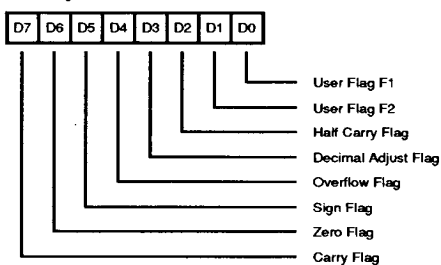 D7 D6 D5 D4 D3 D2 D1 D0
User Flag F1
User Flag F2
Half Carry Flag
Decimal Adjust Flag
Overflow Flag
Sign Flag
Zero Flag
Carry Flag